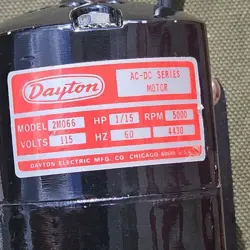 Dayton
AC-DC SERIES
MOTOR
MODEL 2M066 HP 1/15 RPM 5000
VOLTS 115 HZ 60 4430
DAYTON ELECTRIC MFG. CO. CHICAGO 60648 U.S.A.